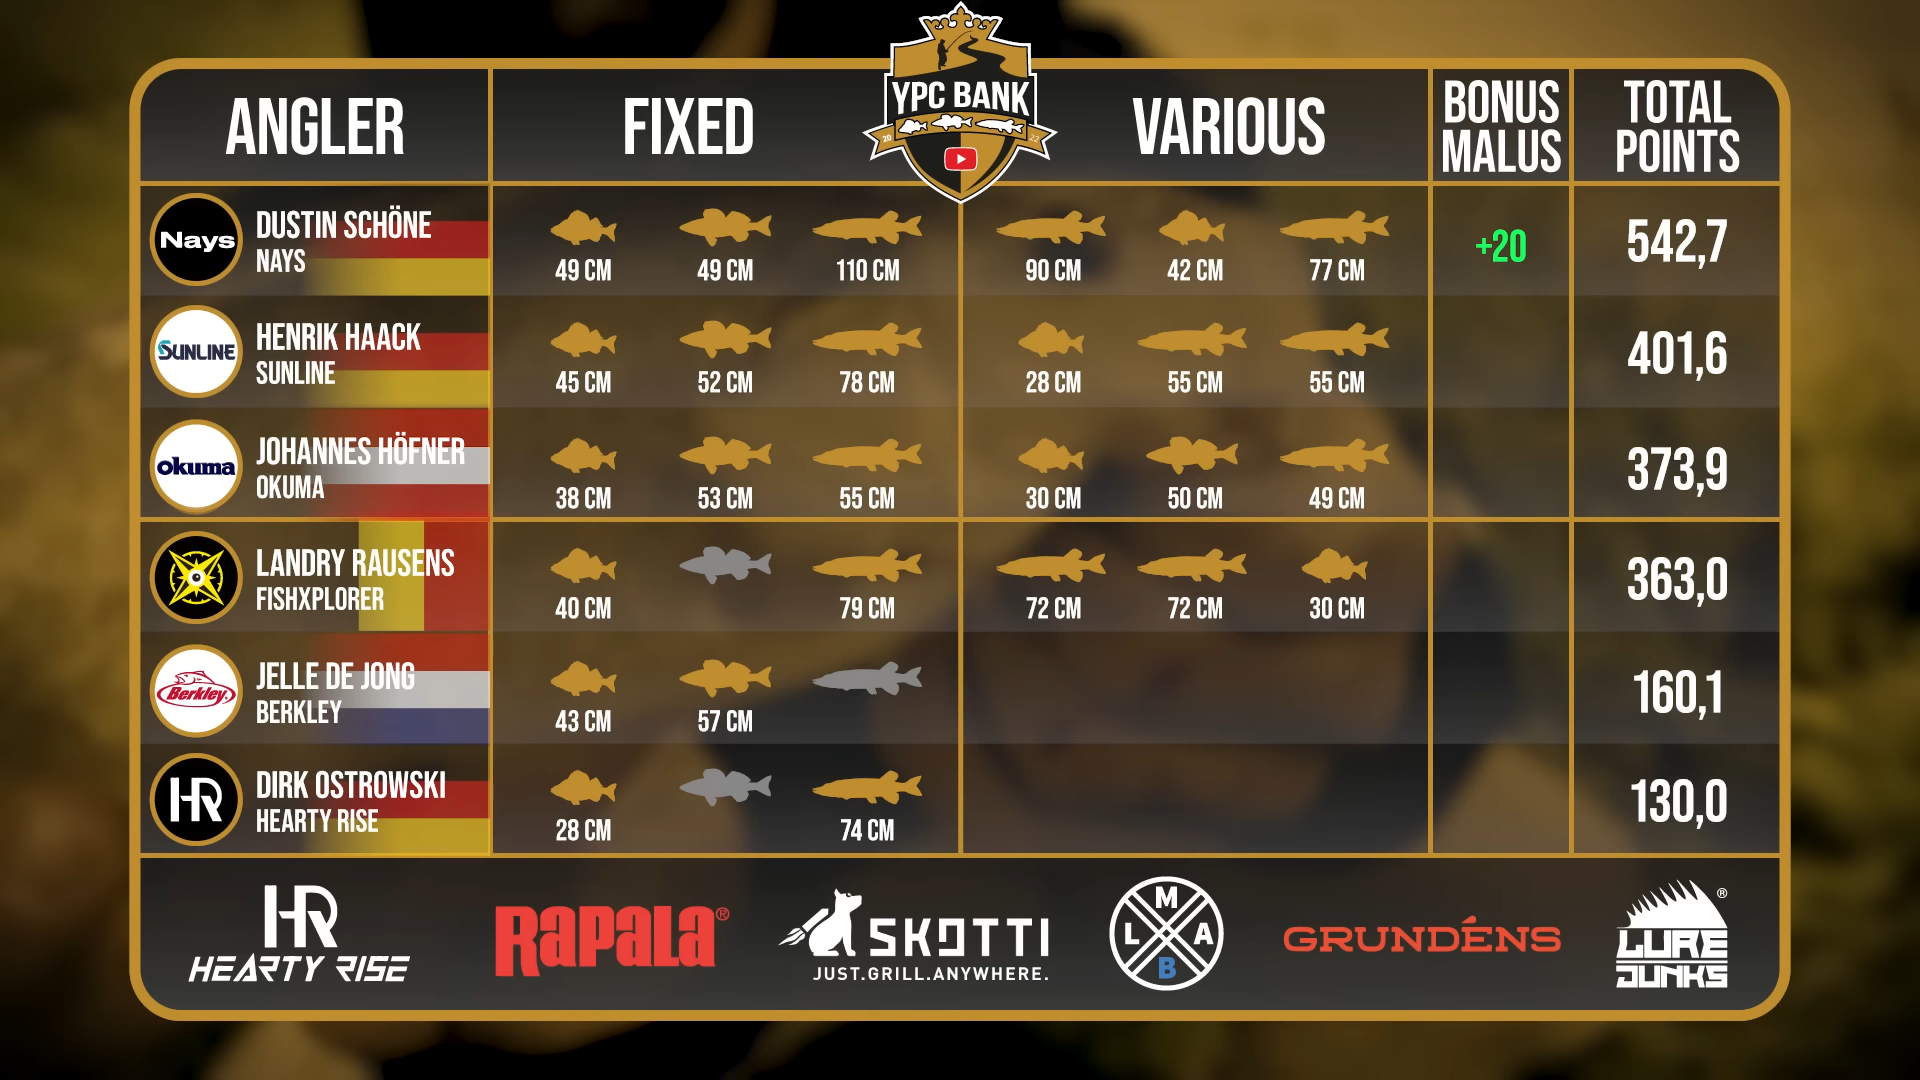 YPC BANK
20 22
ANGLER FIXED VARIOUS BONUS MALUS TOTAL POINTS
Nays DUSTIN SCHÖNE
NAYS
49 CM 49 CM 110 CM 90 CM 42 CM 77 CM +20 542,7
SUNLINE HENRIK HAACK
SUNLINE
45 CM 52 CM 78 CM 28 CM 55 CM 55 CM 401,6
okuma JOHANNES HÖFNER
OKUMA
38 CM 53 CM 55 CM 30 CM 50 CM 49 CM 373,9
LANDRY RAUSENS
FISHXPLORER
40 CM 79 CM 72 CM 72 CM 30 CM 363,0
Berkley JELLE DE JONG
BERKLEY
43 CM 57 CM 160,1
HR DIRK OSTROWSKI
HEARTY RISE
28 CM 74 CM 130,0
HR
HEARTY RISE
RAPALA®
SKOTTI
JUST.GRILL.ANYWHERE.
M
L A
B
GRUNDÉNS
®
LURE
JUNKS